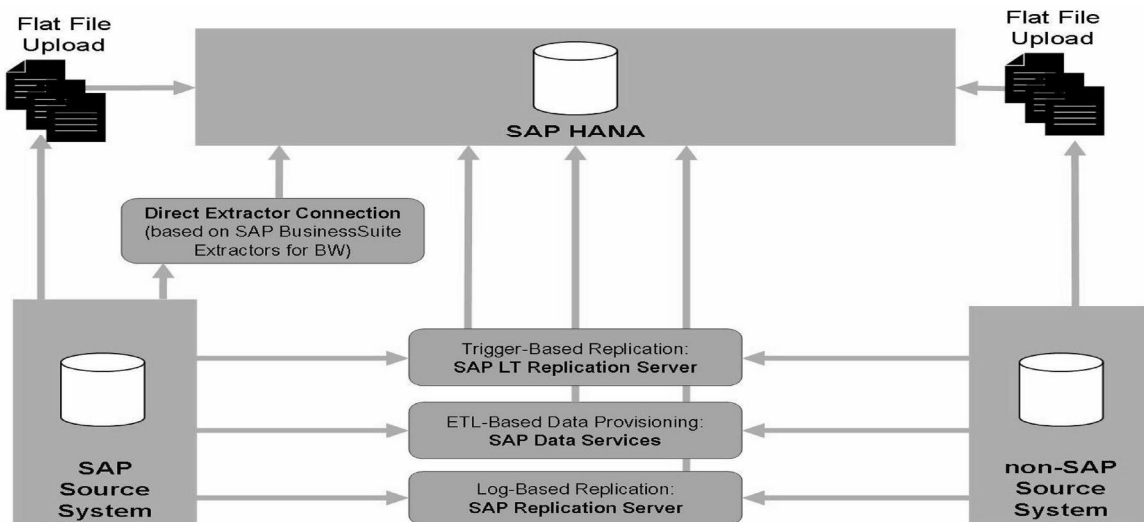 Flat File
Upload
Flat File
Upload
SAP HANA
Direct Extractor Connection
(based on SAP BusinessSuite
Extractors for BW)
Trigger-Based Replication:
SAP LT Replication Server
ETL-Based Data Provisioning:
SAP Data Services
Log-Based Replication:
SAP Replication Server
SAP
Source
System
non-SAP
Source
System